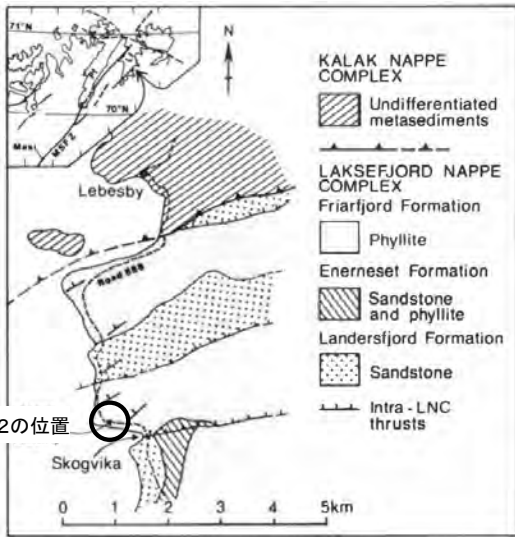 71°N
70°N
MSFZ
N
Lebesby
Road 888
2の位置
Skogvika
0 1 2 3 4 5km
KALAK NAPPE
COMPLEX
Undifferentiated
metasediments
LAKSEFJORD NAPPE
COMPLEX
Friarfjord Formation
Phyllite
Enerneset Formation
Sandstone
and phyllite
Landersfjord Formation
Sandstone
Intra-LNC
thrusts